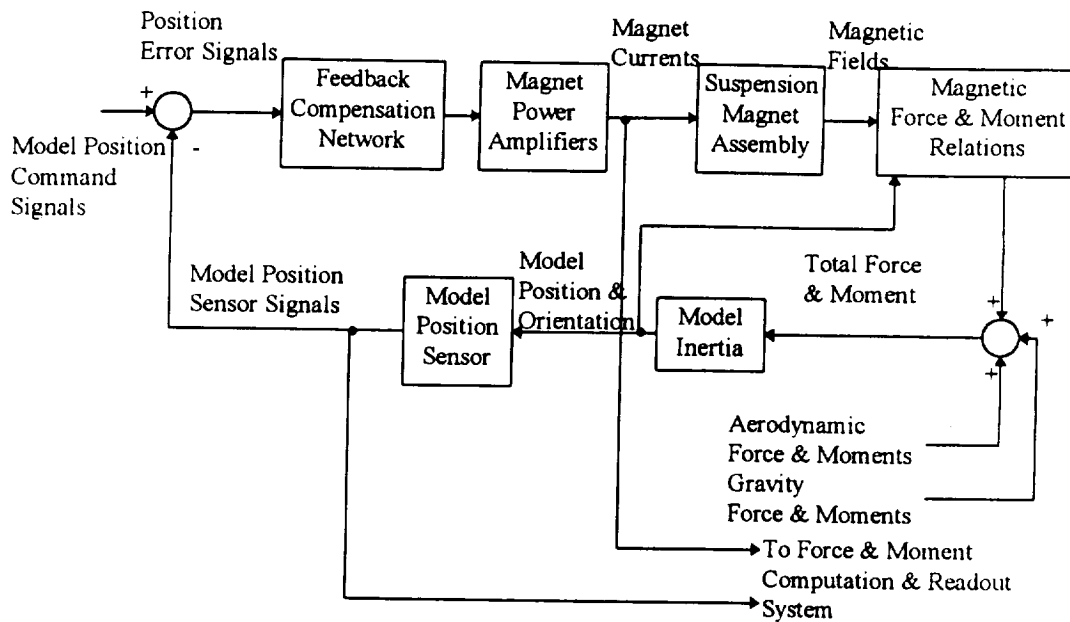 Position
Error Signals
Magnet
Currents
Magnetic
Fields
+
-
Feedback
Compensation
Network
Magnet
Power
Amplifiers
Suspension
Magnet
Assembly
Magnetic
Force & Moment
Relations
Model Position
Command
Signals
Model Position
Sensor Signals
Model
Position
Sensor
Model
Position &
Orientation
Model
Inertia
Total Force
& Moment
+
+
+
Aerodynamic
Force & Moments
Gravity
Force & Moments
To Force & Moment
Computation & Readout
System